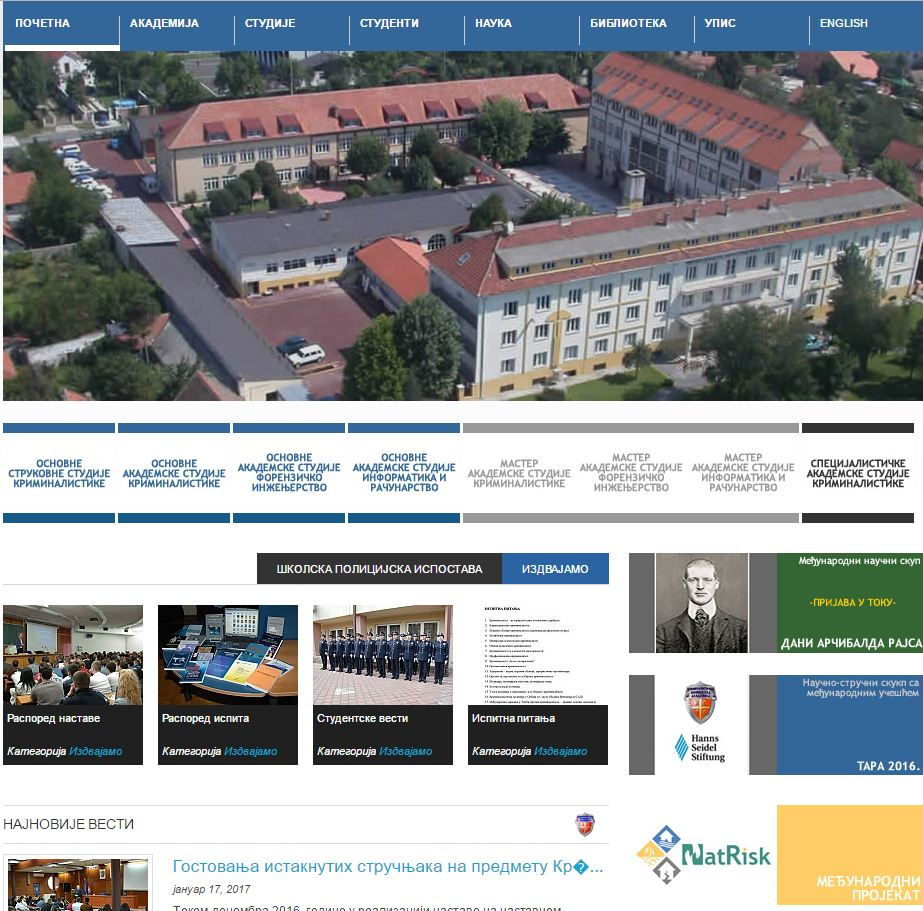 ПОЧЕТНА АКАДЕМИЈА СТУДИЈЕ СТУДЕНТИ НАУКА БИБЛИОТЕКА УПИС ENGLISH
ОСНОВНЕ
СТРУКОВНЕ СТУДИЈЕ
КРИМИНАЛИСТИКЕ
ОСНОВНЕ
АКАДЕМСКЕ СТУДИЈЕ
КРИМИНАЛИСТИКЕ
ОСНОВНЕ
АКАДЕМСКЕ СТУДИЈЕ
ФОРЕНЗИЧКО
ИНЖЕЊЕРСТВО
ОСНОВНЕ
АКАДЕМСКЕ СТУДИЈЕ
ИНФОРМАТИКА И
РАЧУНАРСТВО
МАСТЕР
АКАДЕМСКЕ СТУДИЈЕ
КРИМИНАЛИСТИКЕ
МАСТЕР
АКАДЕМСКЕ СТУДИЈЕ
ФОРЕНЗИЧКО
ИНЖЕЊЕРСТВО
МАСТЕР
АКАДЕМСКЕ СТУДИЈЕ
ИНФОРМАТИКА И
РАЧУНАРСТВО
СПЕЦИЈАЛИСТИЧКЕ
АКАДЕМСКЕ СТУДИЈЕ
КРИМИНАЛИСТИКЕ
ШКОЛСКА ПОЛИЦИЈСКА ИСПОСТАВА ИЗДВАЈАМО
Распоред наставе
Категорија Издвајамо
Распоред испита
Категорија Издвајамо
Студентске вести
Категорија Издвајамо
ИСПИТНА ПИТАЊА
Испитна питања
Категорија Издвајамо
Међународни научни скуп
-ПРИЈАВА У ТОКУ-
ДАНИ АРЧИБАЛДА РАЈСА
Научно-стручни скукп са
међународним учешћем
Hanns
Seidel
Stiftung
ТАРА 2016.
НАЈНОВИЈЕ ВЕСТИ
Гостовања истакнутих стручњака на предмету Кр�...
јануар 17, 2017
Током децембра 2016. године у реализацији наставе на наставном
NatRisk
МЕЂУНАРОДНИ
ПРОЈЕКАТ